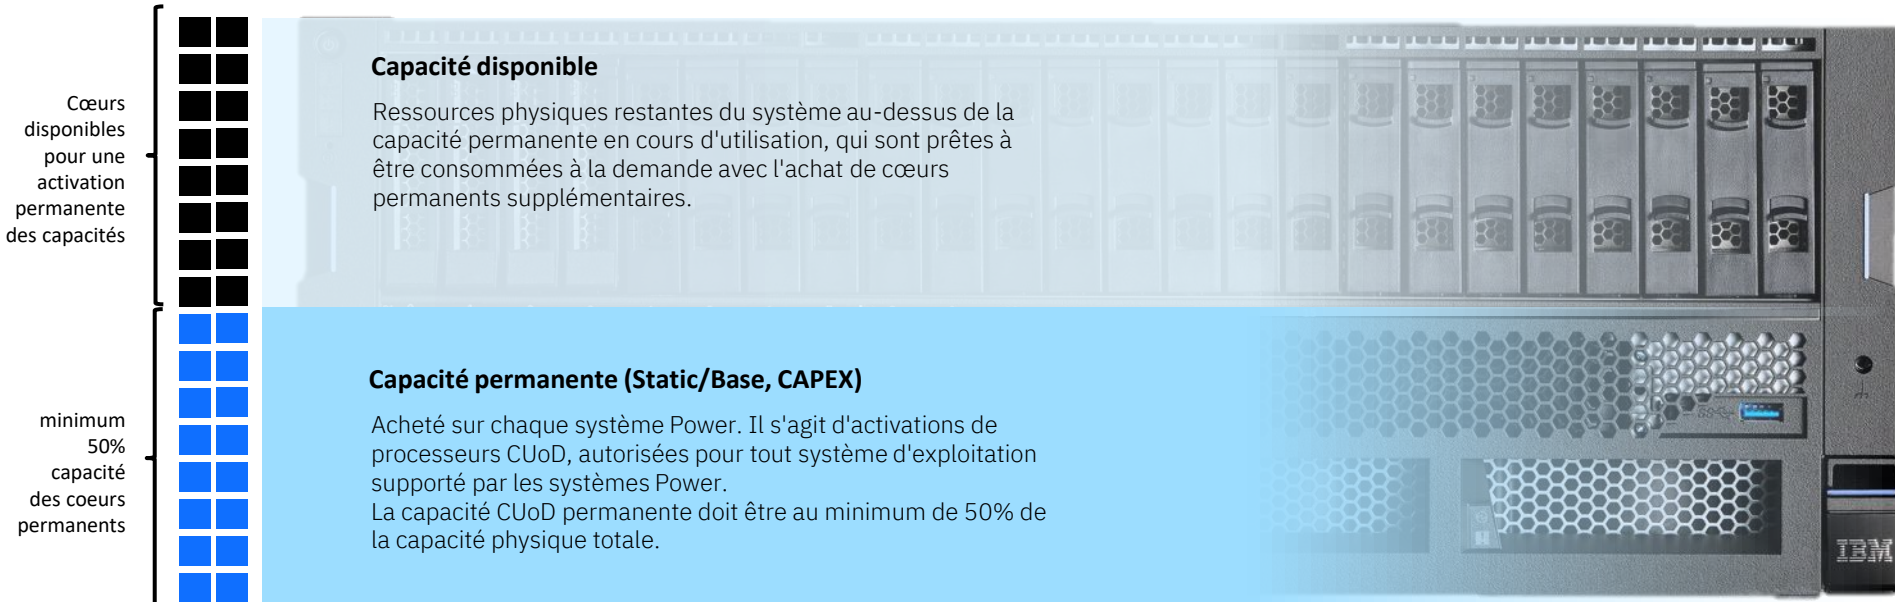 Cœurs
disponibles
pour une
activation
permanente
des capacités
Capacité disponible
Ressources physiques restantes du système au-dessus de la
capacité permanente en cours d'utilisation, qui sont prêtes à
être consommées à la demande avec l'achat de cœurs
permanents supplémentaires.
minimum
50%
capacité
des coeurs
permanents
Capacité permanente (Static/Base, CAPEX)
Acheté sur chaque système Power. Il s'agit d'activations de
processeurs CUoD, autorisées pour tout système d'exploitation
supporté par les systèmes Power.
La capacité CUoD permanente doit être au minimum de 50% de
la capacité physique totale.
IBM